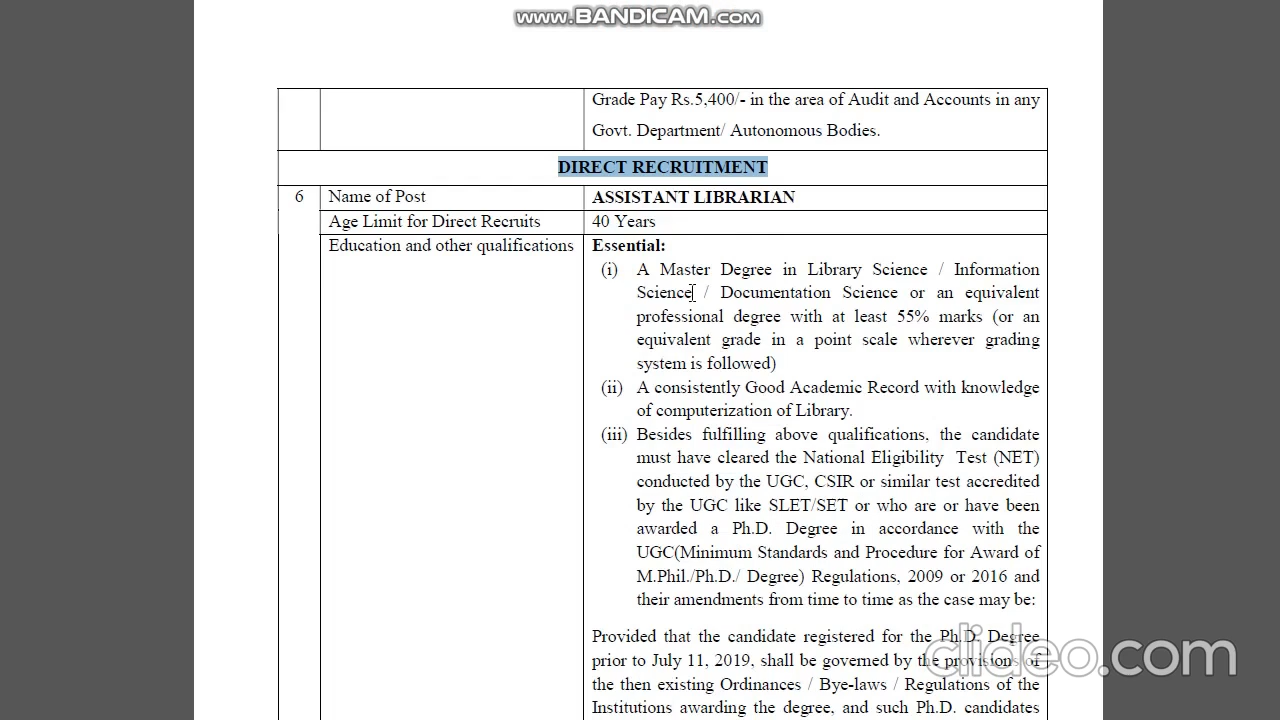 www.BANDICAM.com
Grade Pay Rs.5,400/- in the area of Audit and Accounts in any
Govt. Department/ Autonomous Bodies.
DIRECT RECRUITMENT
6 Name of Post ASSISTANT LIBRARIAN
Age Limit for Direct Recruits 40 Years
Education and other qualifications Essential:
(i) A Master Degree in Library Science / Information
Science / Documentation Science or an equivalent
professional degree with at least 55% marks (or an
equivalent grade in a point scale wherever grading
system is followed)
(ii) A consistently Good Academic Record with knowledge
of computerization of Library.
(iii) Besides fulfilling above qualifications, the candidate
must have cleared the National Eligibility Test (NET)
conducted by the UGC, CSIR or similar test accredited
by the UGC like SLET/SET or who are or have been
awarded a Ph.D. Degree in accordance with the
UGC(Minimum Standards and Procedure for Award of
M.Phil./Ph.D./ Degree) Regulations, 2009 or 2016 and
their amendments from time to time as the case may be:
Provided that the candidate registered for the Ph.D. Degree
prior to July 11, 2019, shall be governed by the provisions of
the then existing Ordinances / Bye-laws / Regulations of the
Institutions awarding the degree, and such Ph.D. candidates
clideo.com